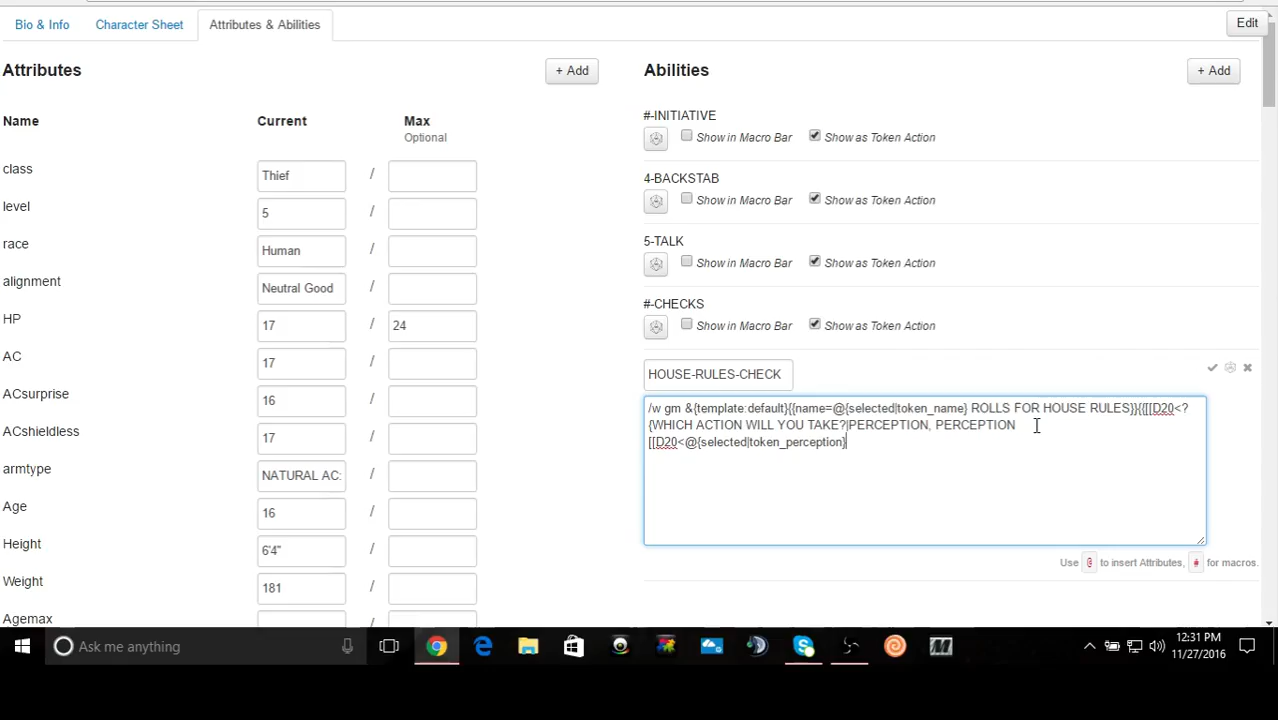 Bio & Info
Character Sheet
Attributes & Abilities
Edit
Attributes
+ Add
Name
Current
Max
Optional
class
Thief
/
level
5
/
race
Human
/
alignment
Neutral Good
/
HP
17
/
24
AC
17
/
ACsurprise
16
/
ACshieldless
17
/
armtype
NATURAL AC:
/
Age
16
/
Height
6'4"
/
Weight
181
/
Agemax
/
Abilities
+ Add
#-INITIATIVE
Show in Macro Bar
Show as Token Action
4-BACKSTAB
Show in Macro Bar
Show as Token Action
5-TALK
Show in Macro Bar
Show as Token Action
#-CHECKS
Show in Macro Bar
Show as Token Action
HOUSE-RULES-CHECK
/w gm &{template:default}{{name=@{selected|token_name} ROLLS FOR HOUSE RULES}}{{[[D20<?
{WHICH ACTION WILL YOU TAKE?|PERCEPTION, PERCEPTION
[[D20<@{selected|token_perception}
Use @ to insert Attributes, # for macros.
Ask me anything
12:31 PM
11/27/2016